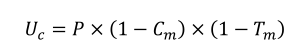 U_c = P × (1 − C_m) × (1 − T_m)